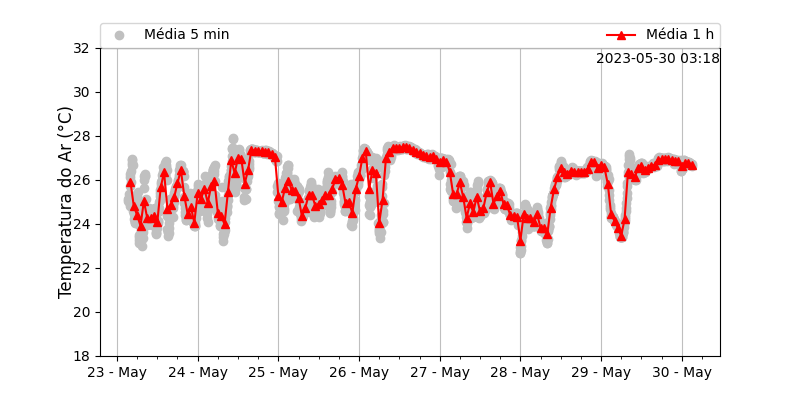 Média 5 min
Média 1 h
2023-05-30 03:18
Temperatura do Ar (°C)
32
30
28
26
24
22
20
18
23 - May
24 - May
25 - May
26 - May
27 - May
28 - May
29 - May
30 - May